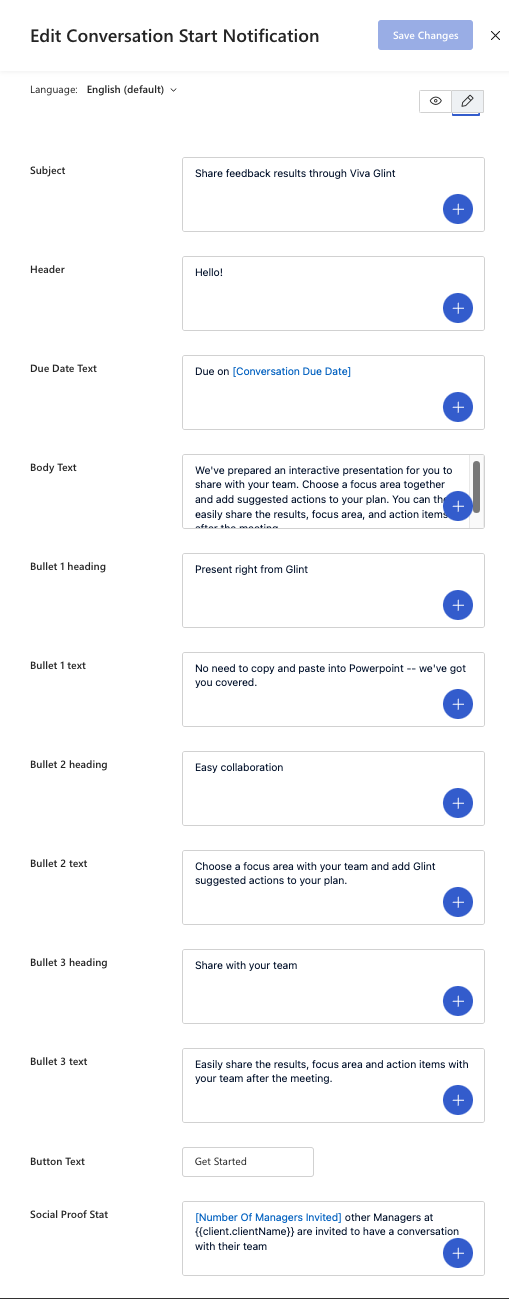 Edit Conversation Start Notification
Save Changes
Language: English (default)
Subject
Share feedback results through Viva Glint
Header
Hello!
Due Date Text
Due on [Conversation Due Date]
Body Text
We've prepared an interactive presentation for you to
share with your team. Choose a focus area together
and add suggested actions to your plan. You can the
easily share the results, focus area, and action items
after the meeting.
Bullet 1 heading
Present right from Glint
Bullet 1 text
No need to copy and paste into Powerpoint -- we've got
you covered.
Bullet 2 heading
Easy collaboration
Bullet 2 text
Choose a focus area with your team and add Glint
suggested actions to your plan.
Bullet 3 heading
Share with your team
Bullet 3 text
Easily share the results, focus area and action items with
your team after the meeting.
Button Text
Get Started
Social Proof Stat
[Number Of Managers Invited] other Managers at
{{client.clientName}} are invited to have a conversation
with their team